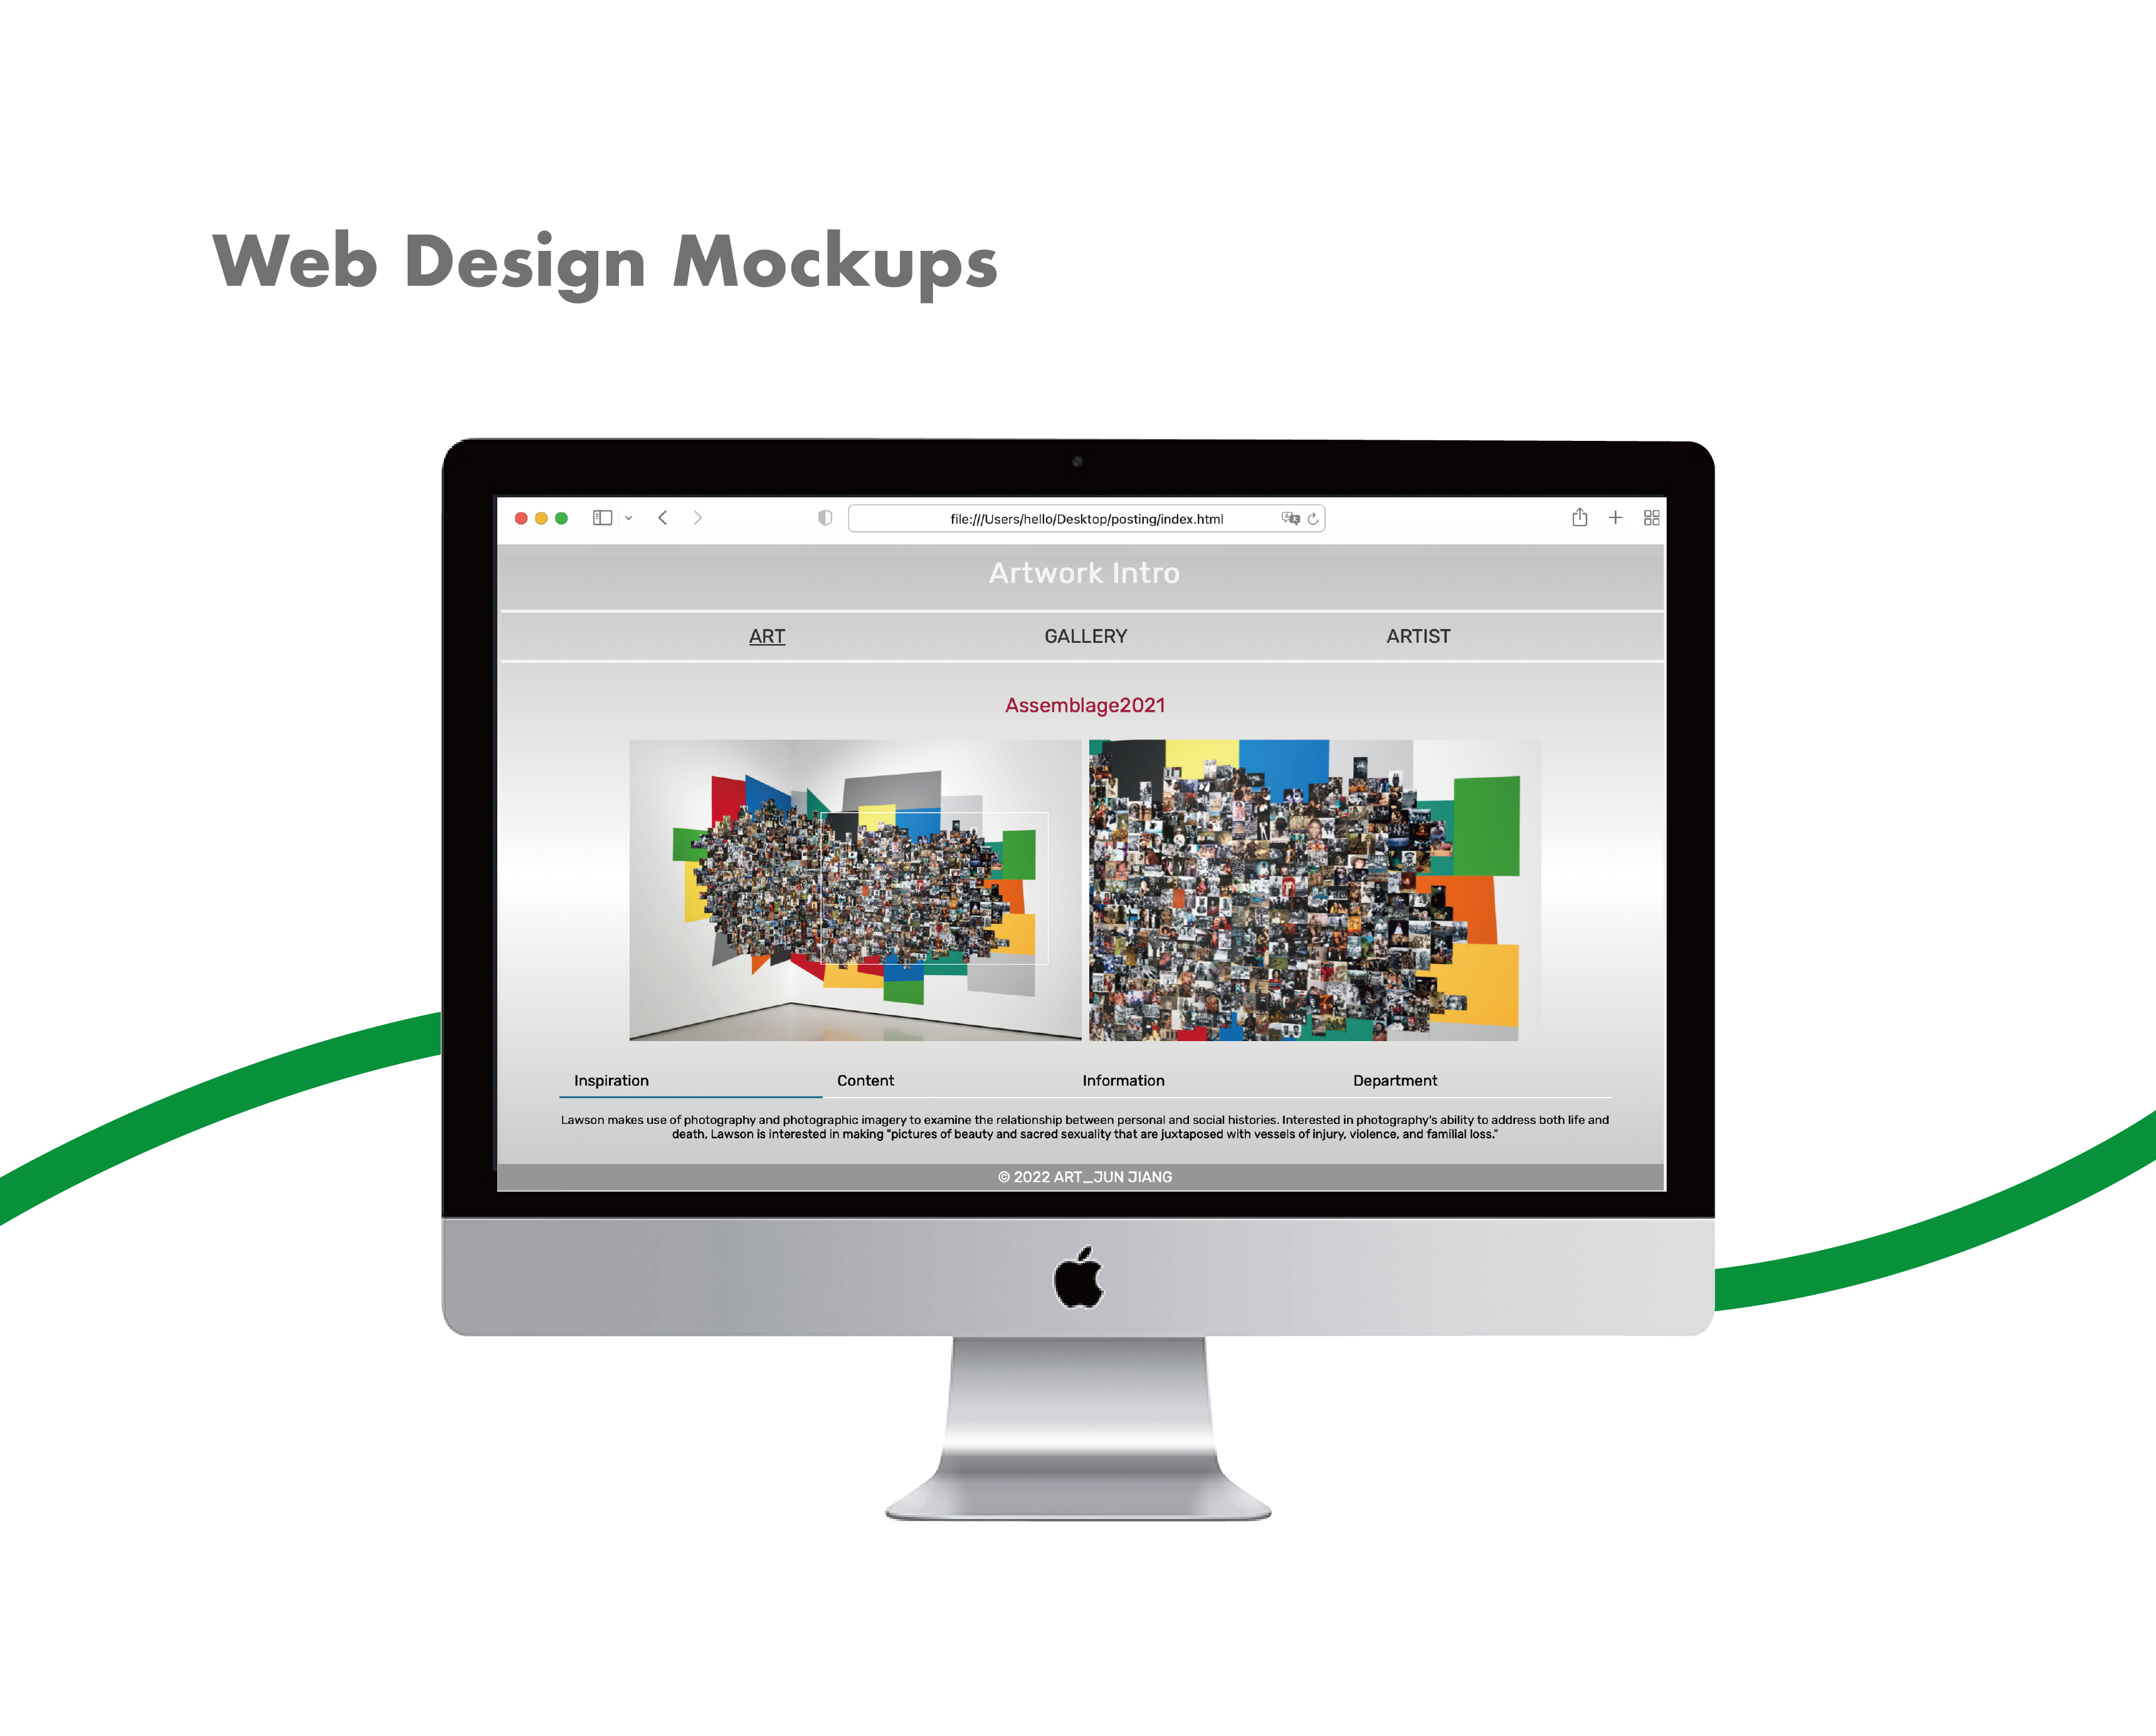 Web Design Mockups
file:///Users/hello/Desktop/posting/index.html
Artwork Intro
ART GALLERY ARTIST
Assemblage2021
Inspiration Content Information Department
Lawson makes use of photography and photographic imagery to examine the relationship between personal and social histories. Interested in photography's ability to address both life and
death, Lawson is interested in making "pictures of beauty and sacred sexuality that are juxtaposed with vessels of injury, violence, and familial loss."
© 2022 ART_JUN JIANG